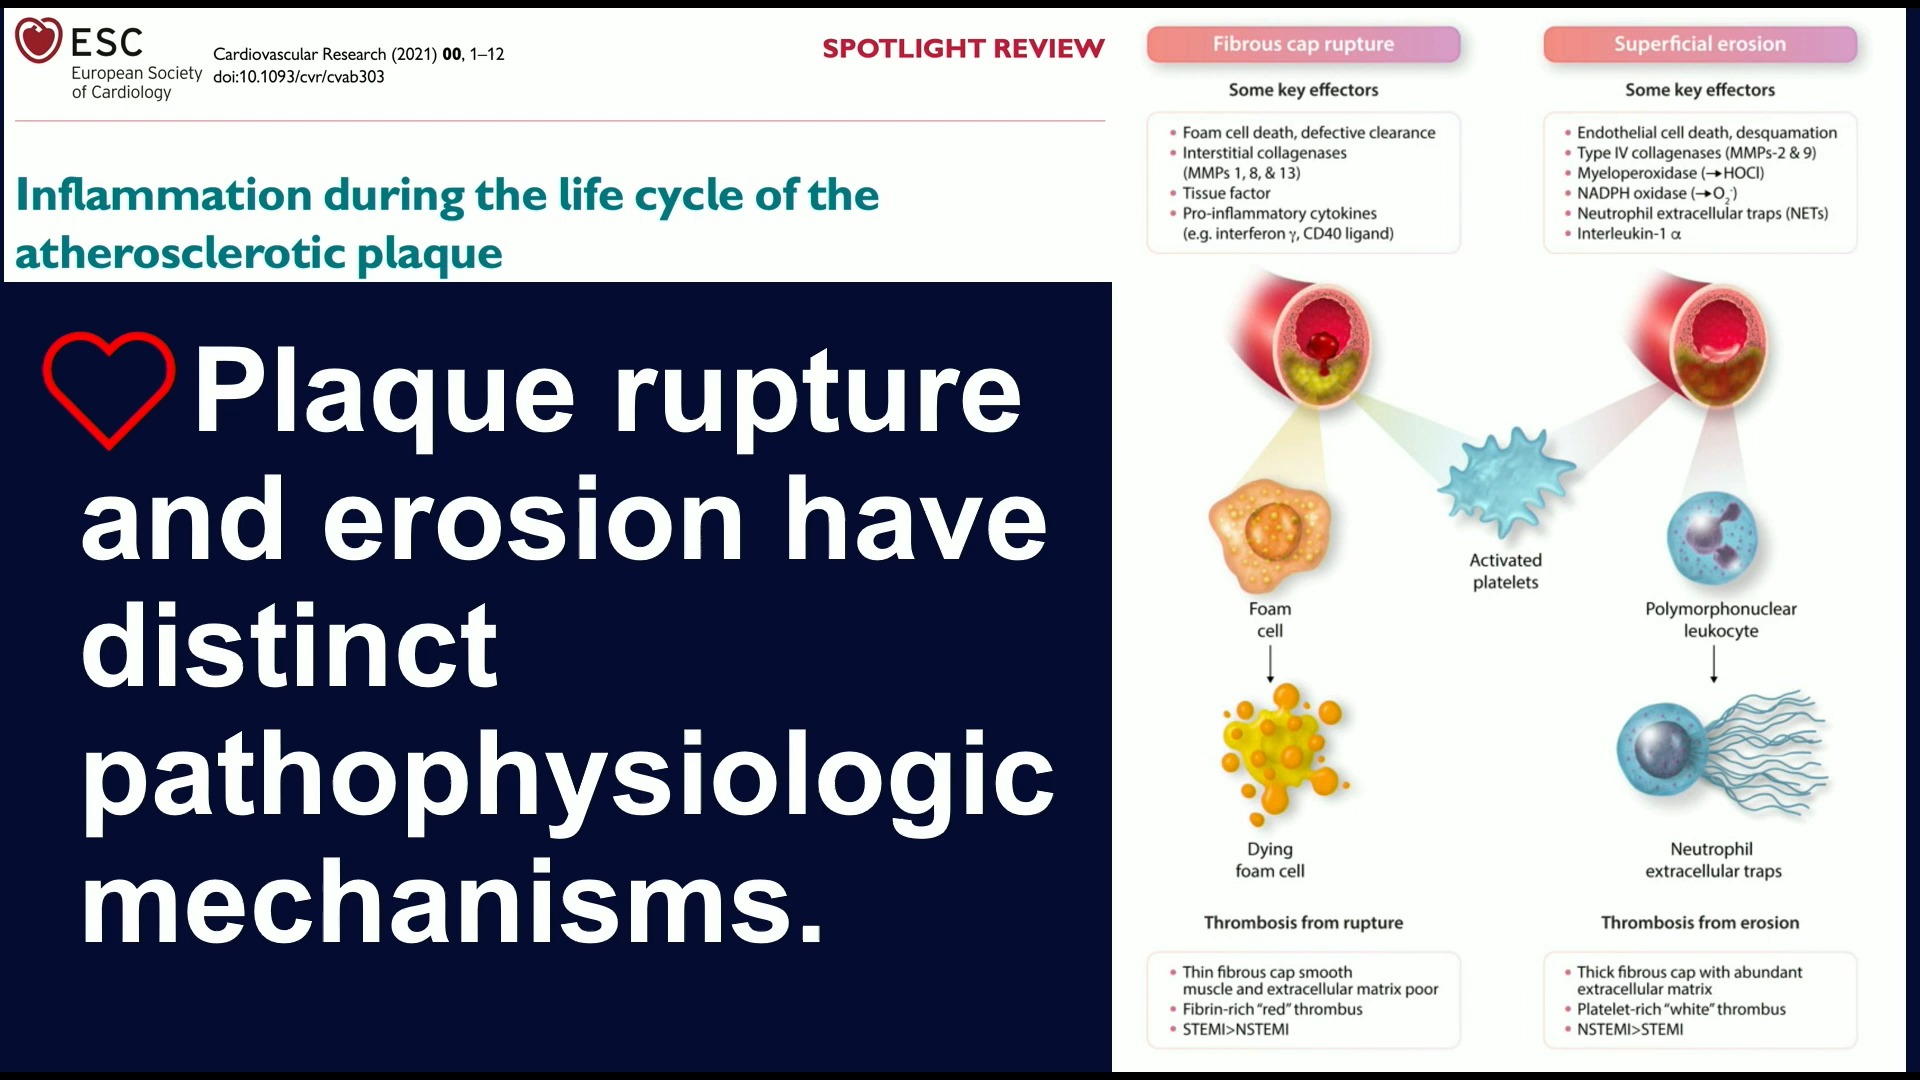 ESC
European Society
of Cardiology
Cardiovascular Research (2021) 00, 1–12
doi:10.1093/cvr/cvab303
SPOTLIGHT REVIEW
Inflammation during the life cycle of the
atherosclerotic plaque
Plaque rupture
and erosion have
distinct
pathophysiologic
mechanisms.
Fibrous cap rupture
Some key effectors
• Foam cell death, defective clearance
• Interstitial collagenases
(MMPs 1, 8, & 13)
• Tissue factor
• Pro-inflammatory cytokines
(e.g. interferon γ, CD40 ligand)
Superficial erosion
Some key effectors
• Endothelial cell death, desquamation
• Type IV collagenases (MMPs-2 & 9)
• Myeloperoxidase (→HOCl)
• NADPH oxidase (→O₂⁻)
• Neutrophil extracellular traps (NETs)
• Interleukin-1 α
Activated
platelets
Foam
cell
Polymorphonuclear
leukocyte
Dying
foam cell
Neutrophil
extracellular traps
Thrombosis from rupture
• Thin fibrous cap smooth
muscle and extracellular matrix poor
• Fibrin-rich “red” thrombus
• STEMI>NSTEMI
Thrombosis from erosion
• Thick fibrous cap with abundant
extracellular matrix
• Platelet-rich “white” thrombus
• NSTEMI>STEMI